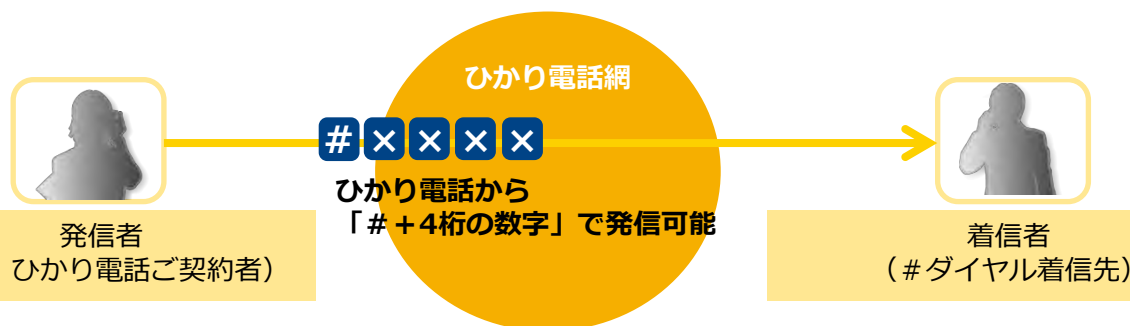 ひかり電話網
#××××
ひかり電話から
「#+4桁の数字」で発信可能
発信者
ひかり電話ご契約者)
着信者
(#ダイヤル着信先)